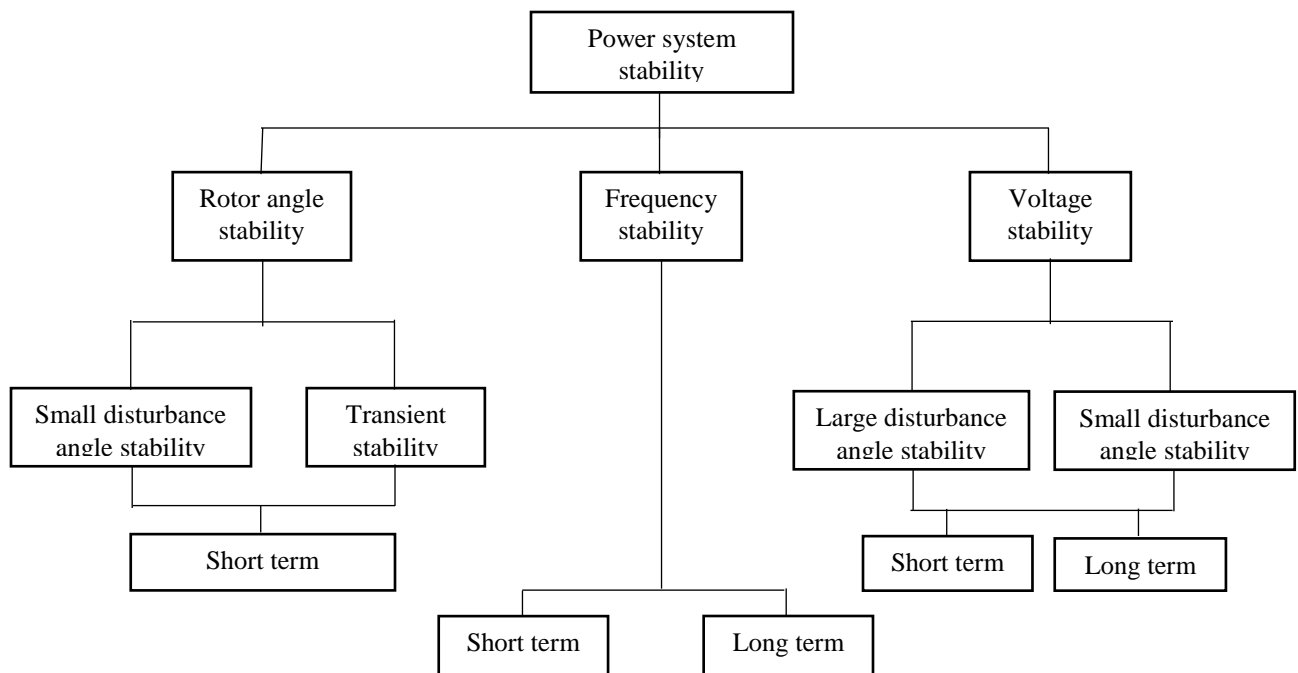 Power system
stability
Rotor angle
stability
Frequency
stability
Voltage
stability
Small disturbance
angle stability
Transient
stability
Large disturbance
angle stability
Small disturbance
angle stability
Short term
Short term
Long term
Short term
Long term